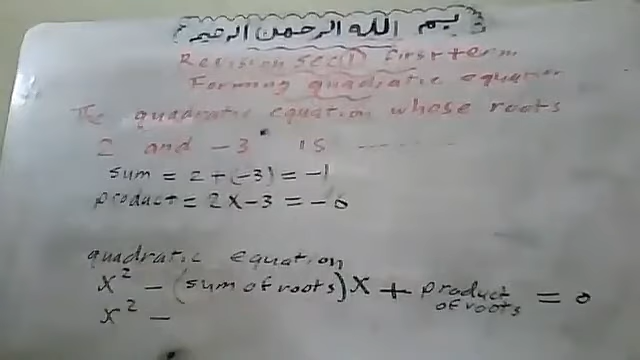 بسم الله الرحمن الرحيم
Revision sec(1) first term
Forming quadratic equation
The quadratic equation whose roots
2 and -3 is --------
sum = 2 + (-3) = -1
product = 2 x -3 = -6
quadratic equation
x² - (sum of roots) x + product of roots = 0
x² -